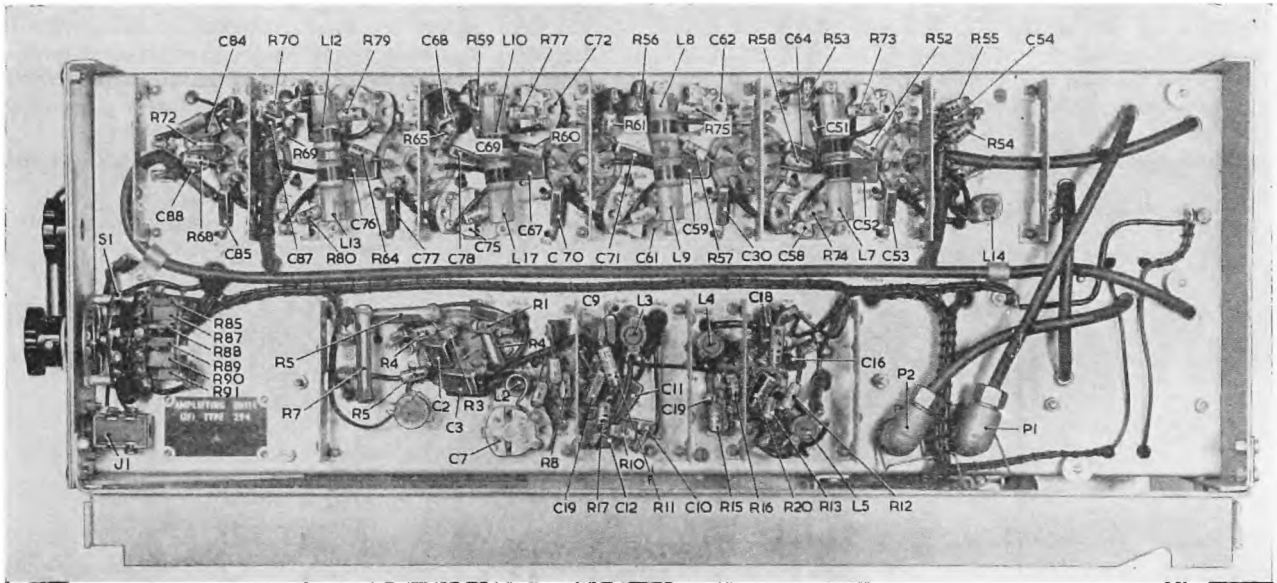 C84 R70 L12 R79 C68 R59 L10 R77 C72 R56 L8 C62 R58 C64 R53 R73 R52 R55 C54
R72 R69 R65 C69 R60 R61 R75 C51 R54
C88 R68 C85 C76 C67 C59 C52
S1 C87 R80 L13 R64 C77 C78 C75 L17 C70 C71 C61 L9 R57 C30 C58 R74 L7 C53 L14
R85
R87
R88
R89
R90
R91
R5 R4 R1 R4 C9 L3 L4 C18 C16
R7 R5 C2 R3 C3 L2 C11 C19 P2 P1
J1
AMPLIFYING UNIT
TYPE
C7 R8 R10
C19 R17 C12 R11 C10 R15 R16 R20 R13 L5 R12